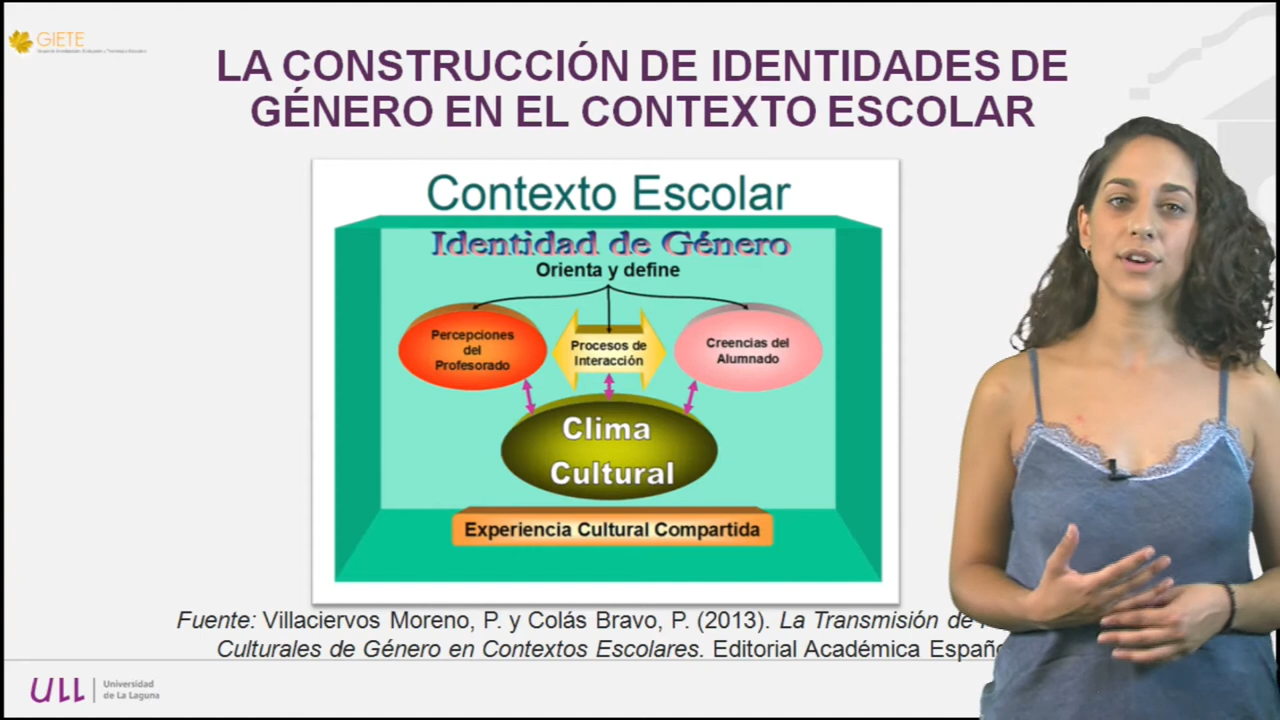 GIETE
LA CONSTRUCCIÓN DE IDENTIDADES DE
GÉNERO EN EL CONTEXTO ESCOLAR
Contexto Escolar
Identidad de Género
Orienta y define
Percepciones
del
Profesorado
Procesos de
Interacción
Creencias del
Alumnado
Clima
Cultural
Experiencia Cultural Compartida
Fuente: Villaciervos Moreno, P. y Colás Bravo, P. (2013). La Transmisión de
Culturales de Género en Contextos Escolares. Editorial Académica
ULL
Universidad
de La Laguna